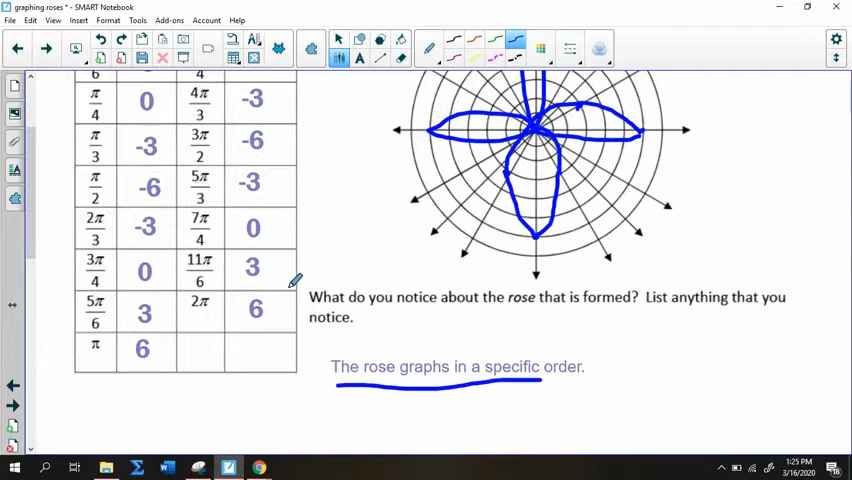 graphing roses * - SMART Notebook
File Edit View Insert Format Tools Add-ons Account Help
6 4
π/4 0 4π/3 -3
π/3 -3 3π/2 -6
π/2 -6 5π/3 -3
2π/3 -3 7π/4 0
3π/4 0 11π/6 3
5π/6 3 2π 6
π 6
What do you notice about the rose that is formed? List anything that you
notice.
The rose graphs in a specific order.
1:25 PM
3/16/2020